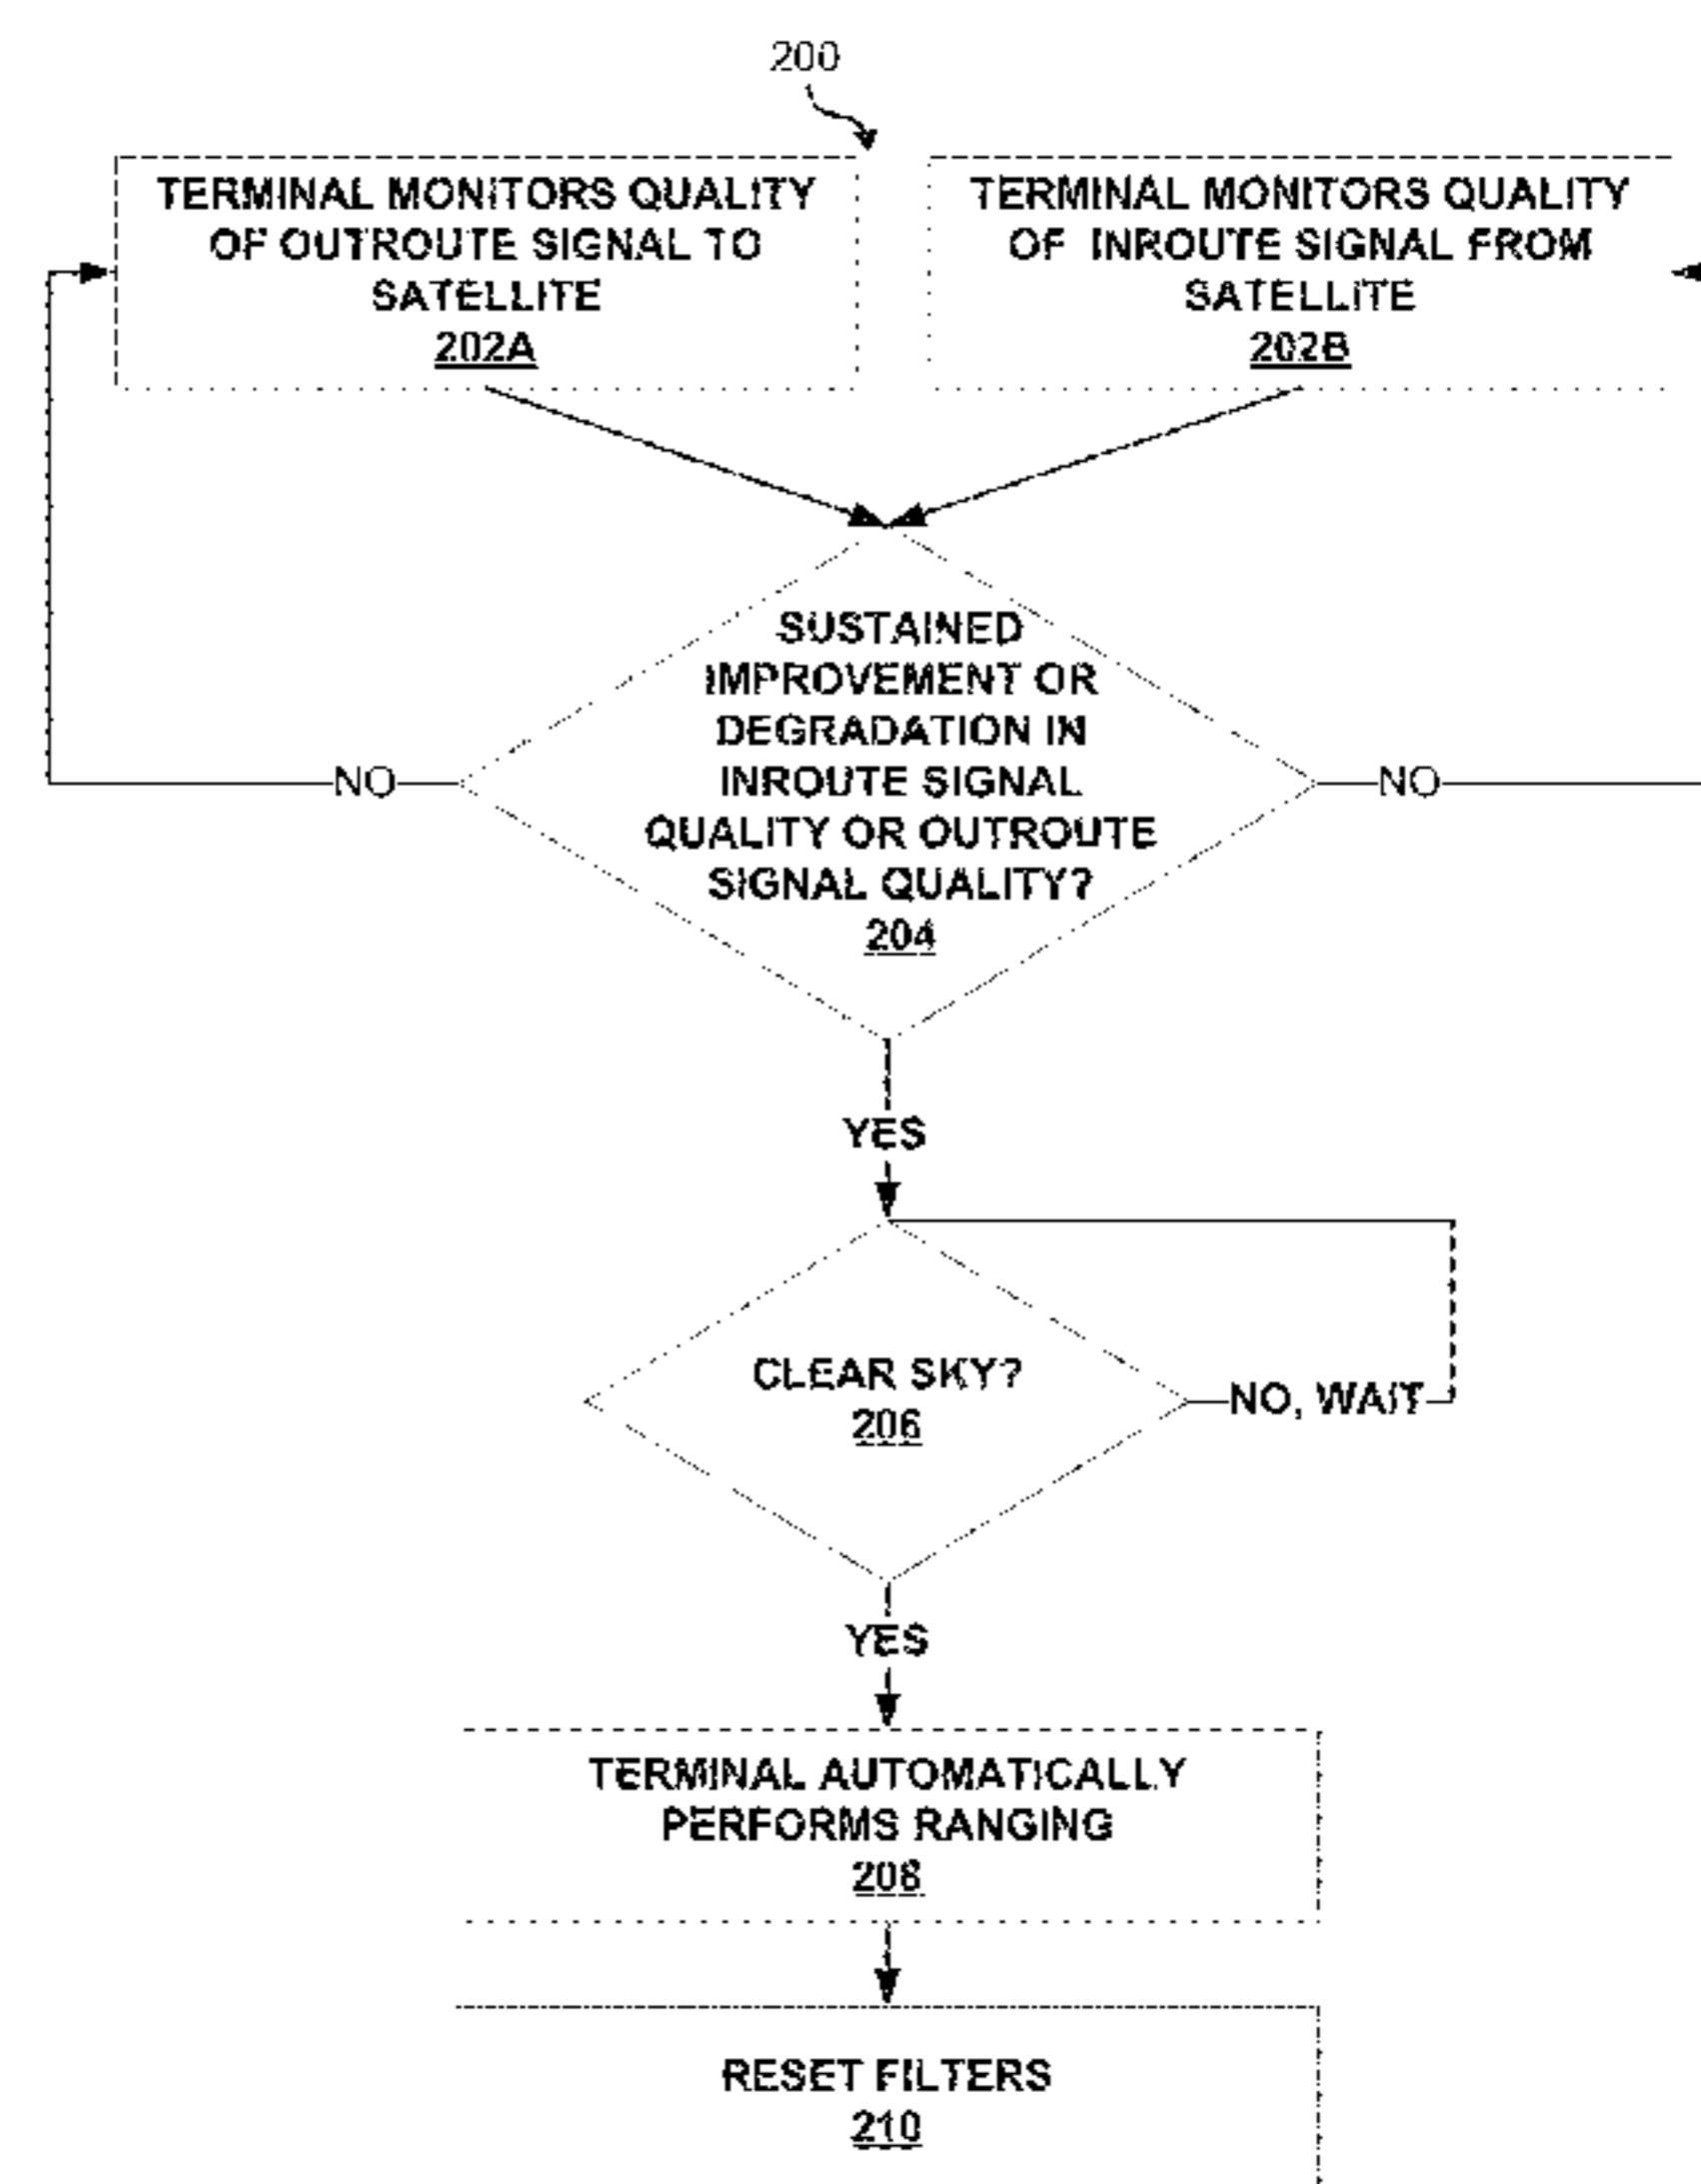 200
TERMINAL MONITORS QUALITY
OF OUTROUTE SIGNAL TO
SATELLITE
202A
TERMINAL MONITORS QUALITY
OF INROUTE SIGNAL FROM
SATELLITE
202B
SUSTAINED
IMPROVEMENT OR
DEGRADATION IN
INROUTE SIGNAL
QUALITY OR OUTROUTE
SIGNAL QUALITY?
204
NO
NO
YES
CLEAR SKY?
206
NO, WAIT
YES
TERMINAL AUTOMATICALLY
PERFORMS RANGING
208
RESET FILTERS
210